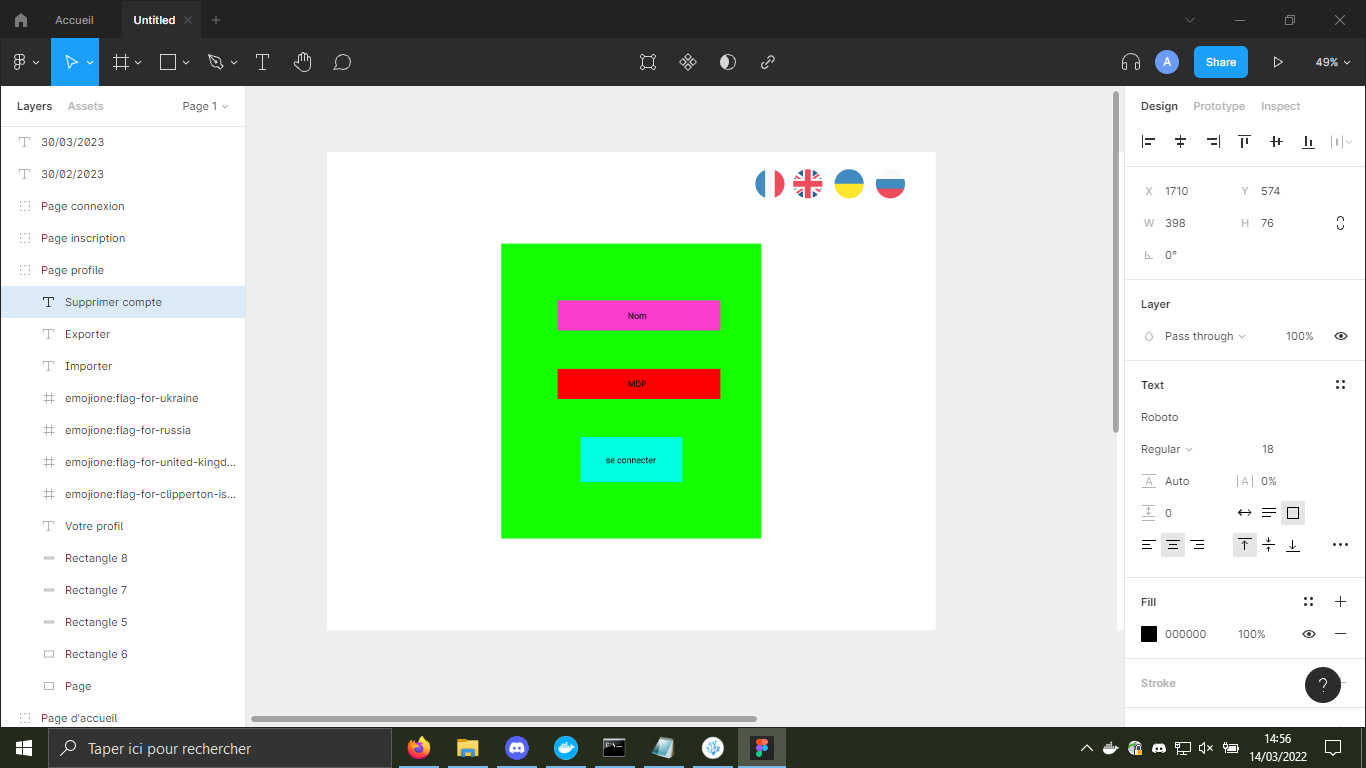 Accueil
Untitled
A
Share
49%
Layers
Assets
Page 1
30/03/2023
30/02/2023
Page connexion
Page inscription
Page profile
Supprimer compte
Exporter
Importer
emojione:flag-for-ukraine
emojione:flag-for-russia
emojione:flag-for-united-kingd...
emojione:flag-for-clipperton-is...
Votre profil
Rectangle 8
Rectangle 7
Rectangle 5
Rectangle 6
Page
Page d'accueil
Nom
MDP
se connecter
Design
Prototype
Inspect
X 1710 Y 574
W 398 H 76
0°
Layer
Pass through 100%
Text
Roboto
Regular 18
A Auto |A| 0%
0
Fill
000000 100%
Stroke
?
Taper ici pour rechercher
14:56
14/03/2022